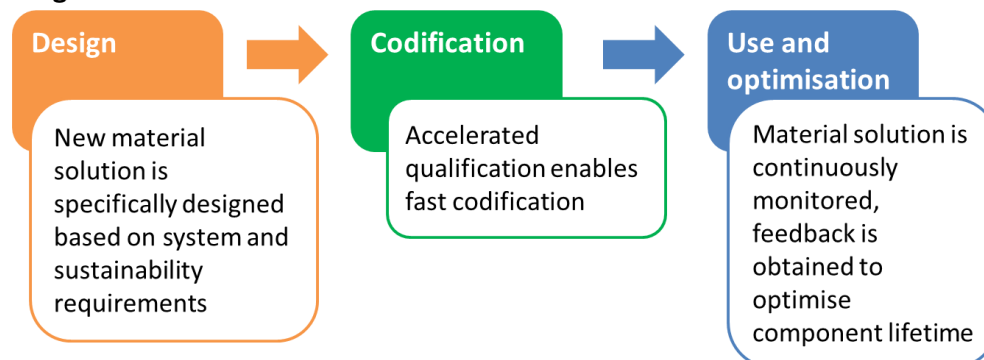 Design
New material
solution is
specifically designed
based on system and
sustainability
requirements
Codification
Accelerated
qualification enables
fast codification
Use and
optimisation
Material solution is
continuously
monitored,
feedback is
obtained to
optimise
component lifetime